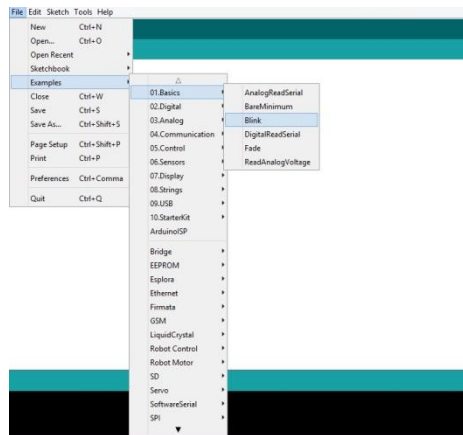 File Edit Sketch Tools Help
New Ctrl+N
Open... Ctrl+O
Open Recent
Sketchbook
Examples
Close Ctrl+W
Save Ctrl+S
Save As... Ctrl+Shift+S
Page Setup Ctrl+Shift+P
Print Ctrl+P
Preferences Ctrl+Comma
Quit Ctrl+Q
01.Basics
02.Digital
03.Analog
04.Communication
05.Control
06.Sensors
07.Display
08.Strings
09.USB
10.StarterKit
ArduinoISP
Bridge
EEPROM
Esplora
Ethernet
Firmata
GSM
LiquidCrystal
Robot Control
Robot Motor
SD
Servo
SoftwareSerial
SPI
AnalogReadSerial
BareMinimum
Blink
DigitalReadSerial
Fade
ReadAnalogVoltage